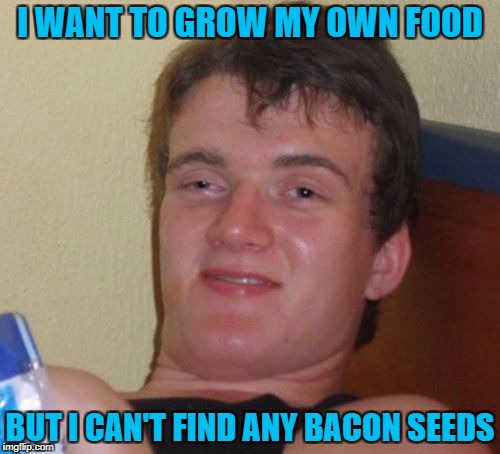 I WANT TO GROW MY OWN FOOD
BUT I CAN'T FIND ANY BACON SEEDS
imgflip.com